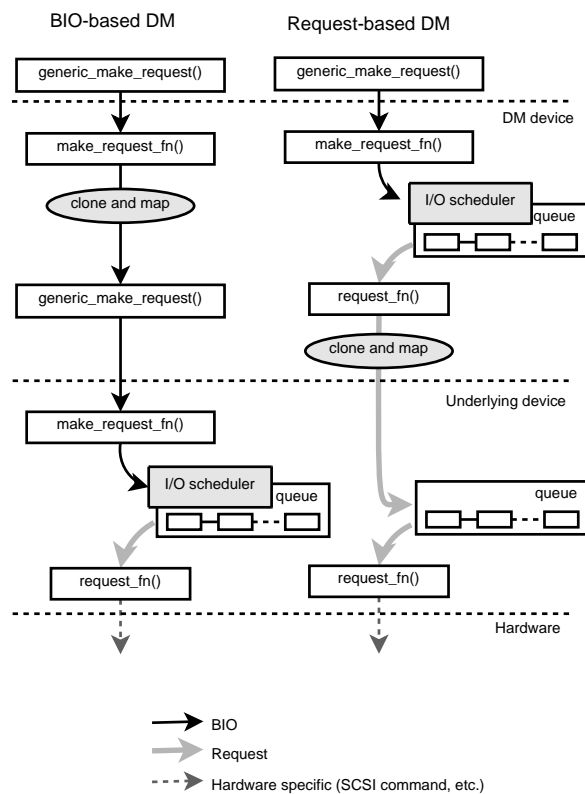 BIO-based DM
Request-based DM
generic_make_request()
generic_make_request()
DM device
make_request_fn()
make_request_fn()
clone and map
I/O scheduler
queue
generic_make_request()
request_fn()
clone and map
Underlying device
make_request_fn()
I/O scheduler
queue
queue
request_fn()
request_fn()
Hardware
BIO
Request
Hardware specific (SCSI command, etc.)